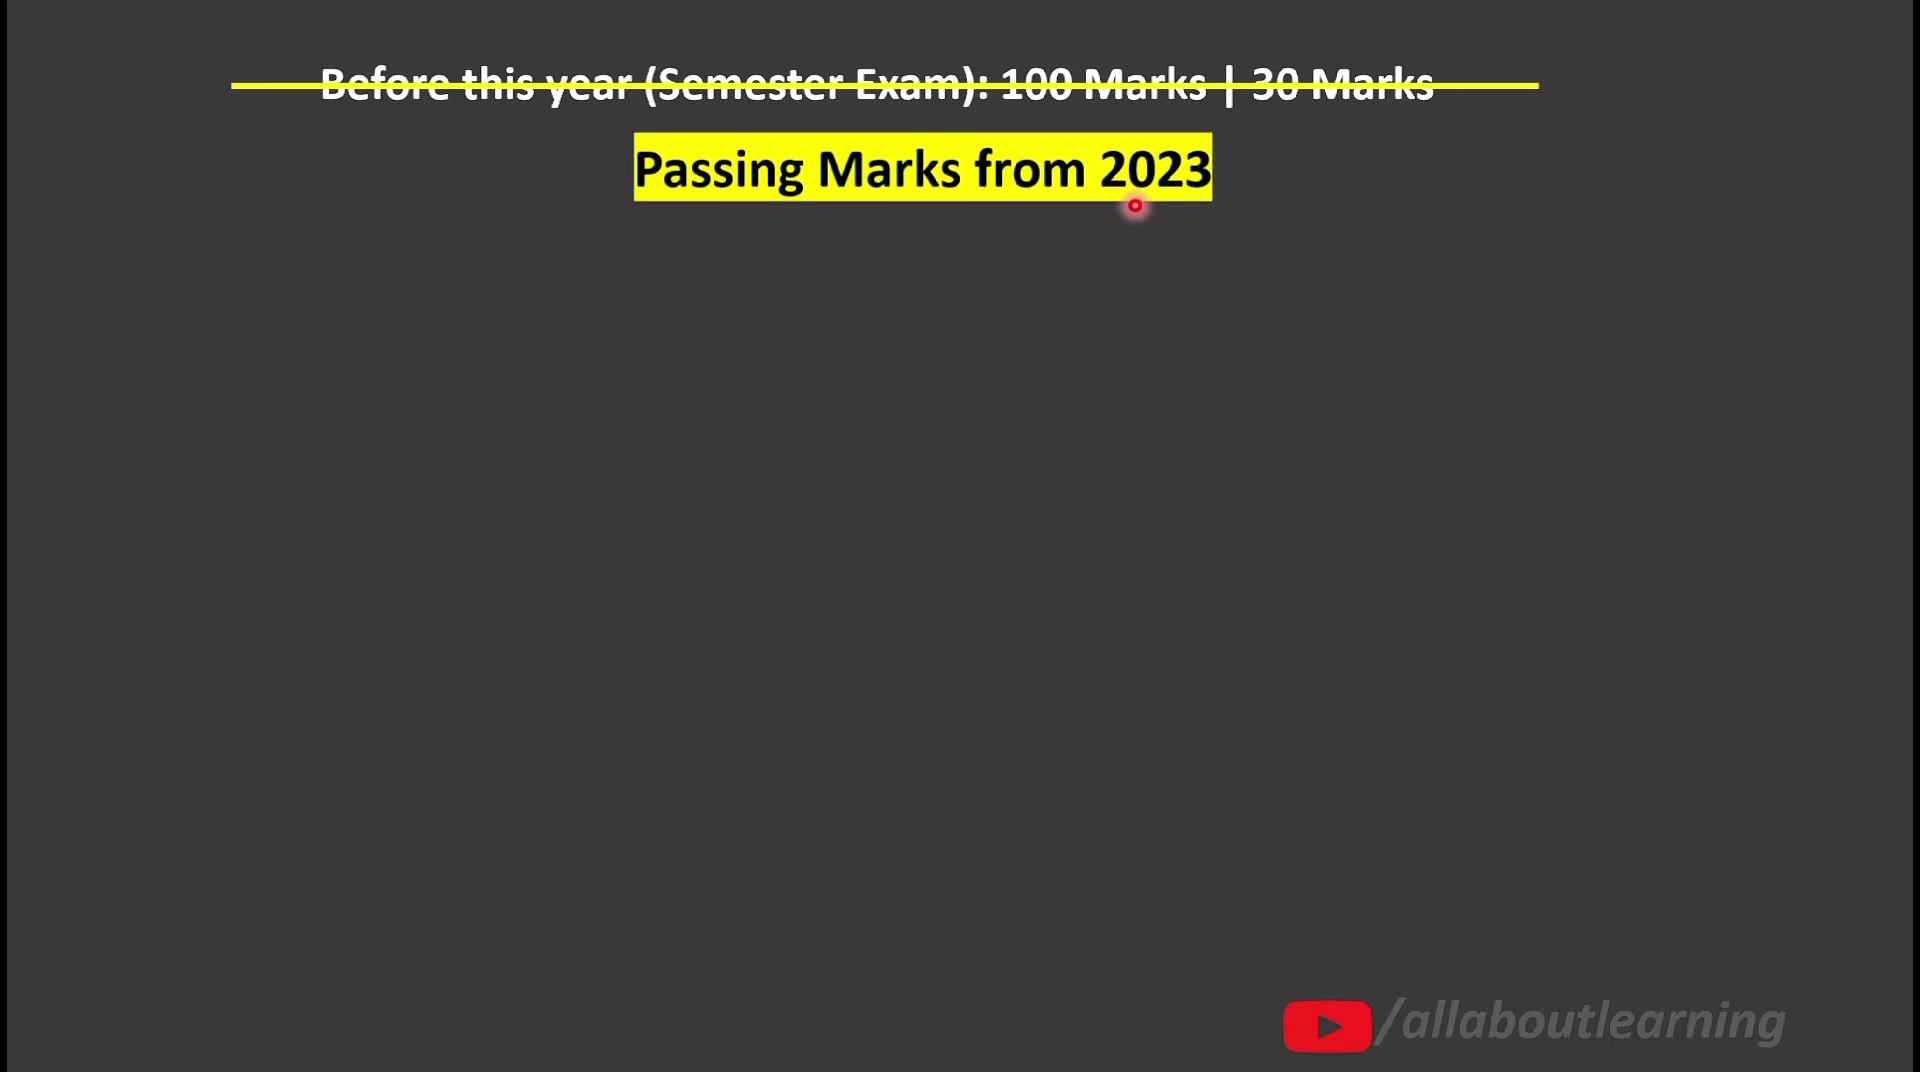 Before this year (Semester Exam): 100 Marks | 30 Marks
Passing Marks from 2023
/allaboutlearning